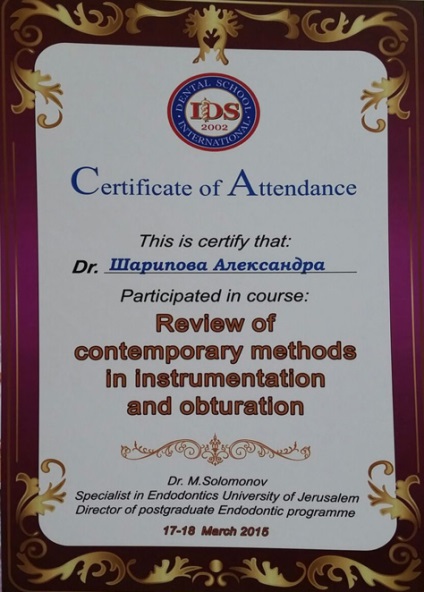 DENTAL SCHOOL
IDS
2002
INTERNATIONAL
Certificate of Attendance
This is certify that:
Dr. Шарипова Александра
Participated in course:
Review of
contemporary methods
in instrumentation
and obturation
Dr. M.Solomonov
Specialist in Endodontics University of Jerusalem
Director of postgraduate Endodontic programme
17-18 March 2015